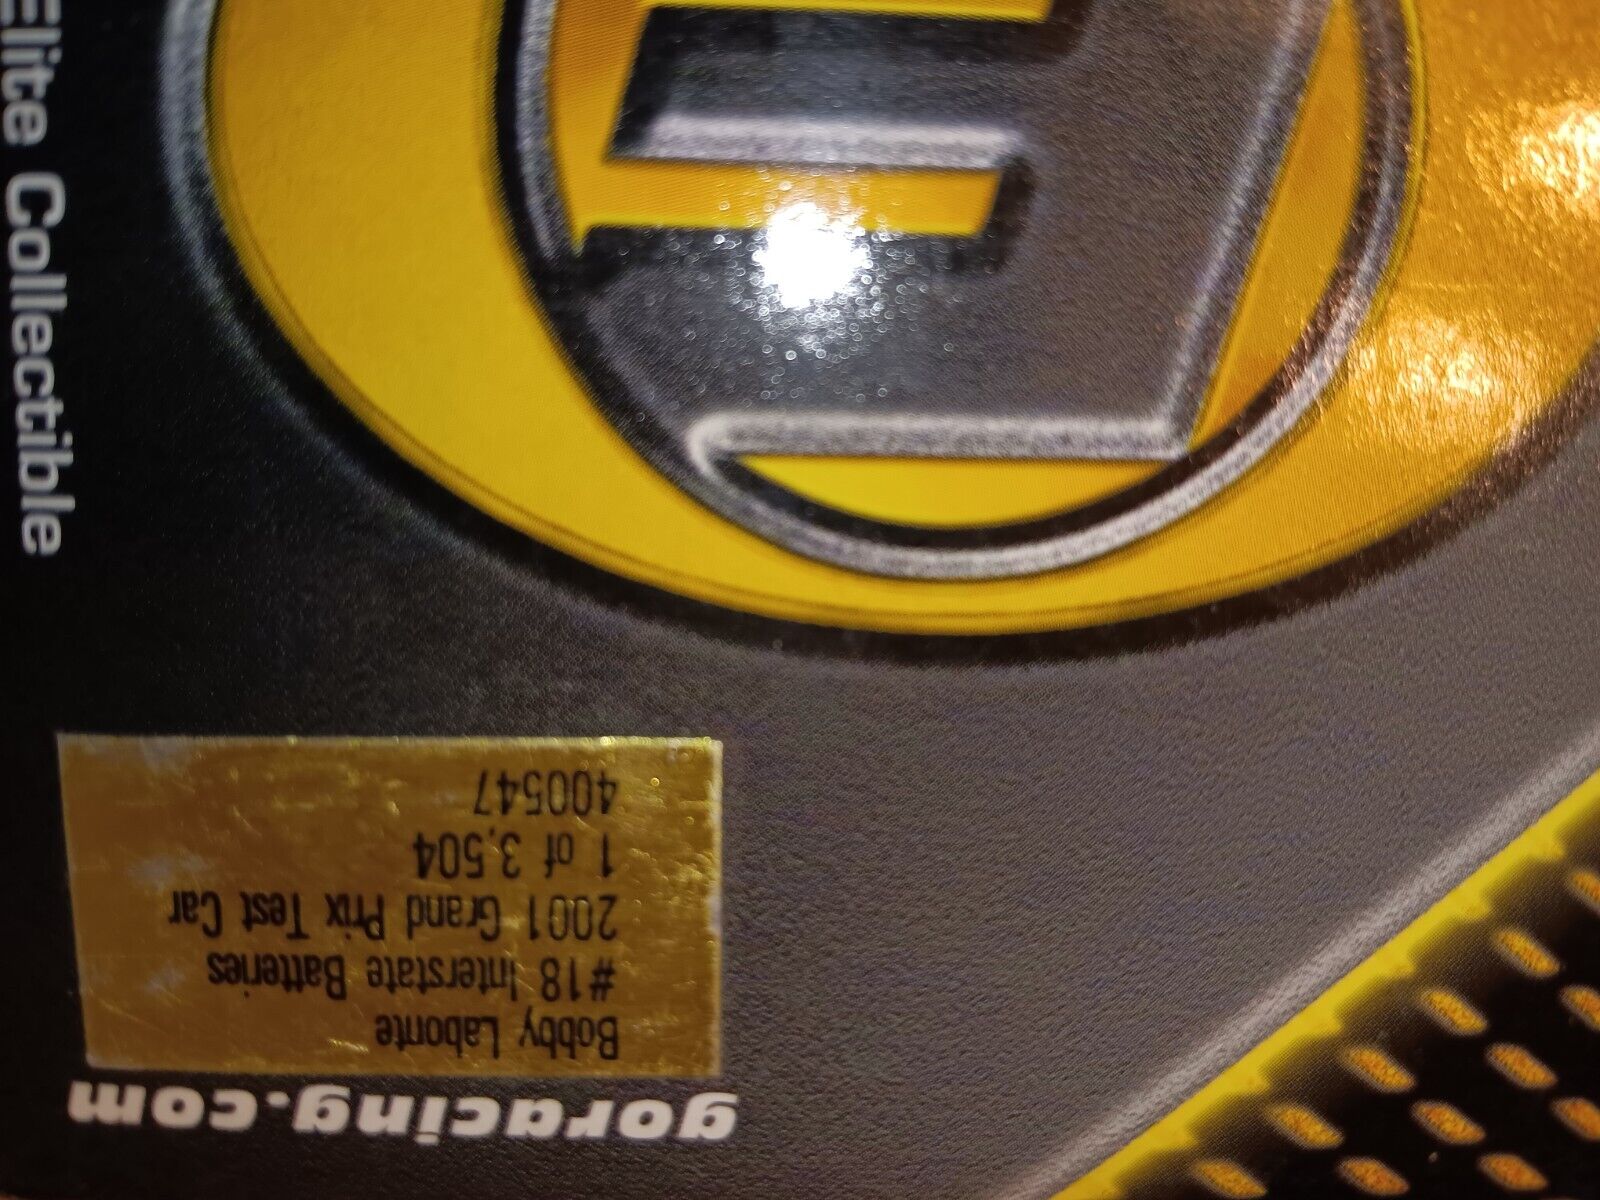 Elite Collectible
goracing.com
Bobby Labonte
#18 Interstate Batteries
2001 Grand Prix Test Car
1 of 3,504
400547